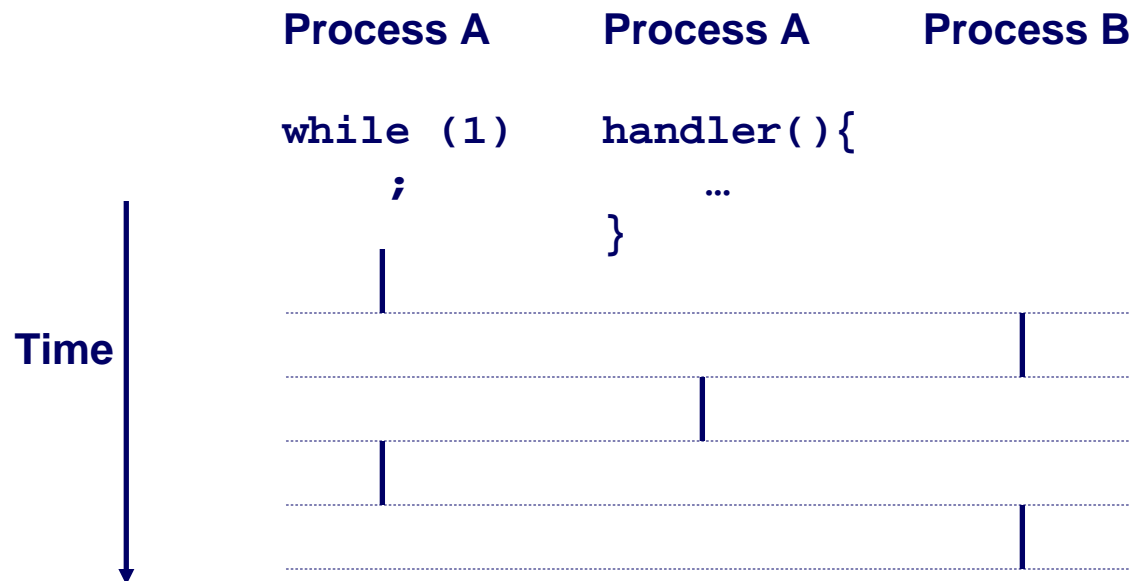 Process A Process A Process B
while (1) handler(){
; …
}
Time